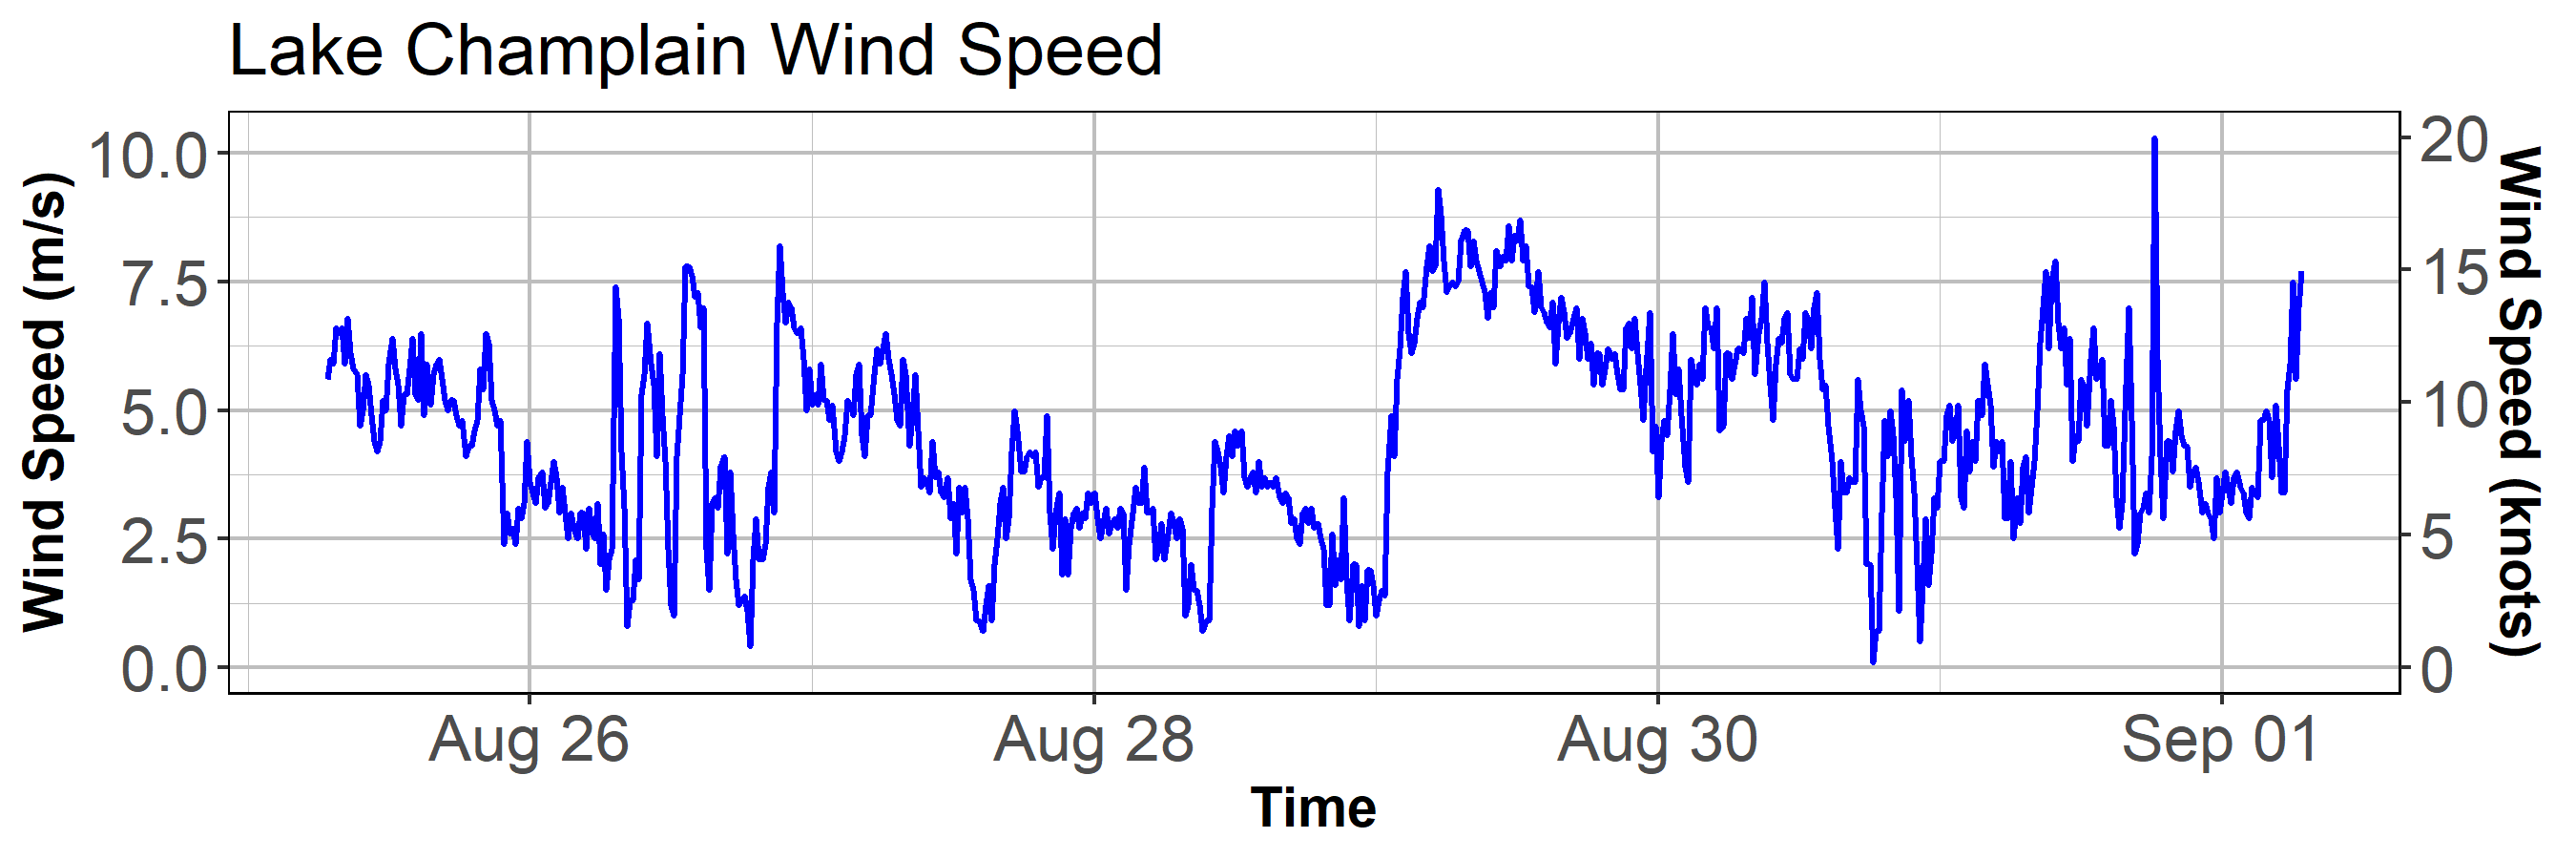 Lake Champlain Wind Speed
Wind Speed (m/s)
10.0
7.5
5.0
2.5
0.0
20
15
10
5
0
Wind Speed (knots)
Aug 26
Aug 28
Aug 30
Sep 01
Time